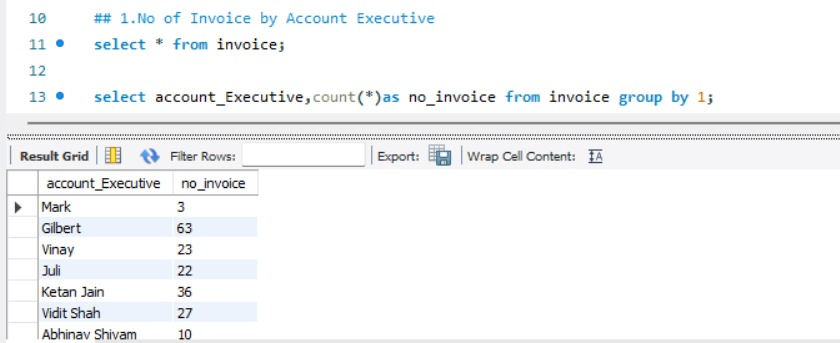 10 ## 1.No of Invoice by Account Executive
11 select * from invoice;
12
13 select account_Executive,count(*)as no_invoice from invoice group by 1;
Result Grid Filter Rows: Export: Wrap Cell Content: IA
account_Executive no_invoice
Mark 3
Gilbert 63
Vinay 23
Juli 22
Ketan Jain 36
Vidit Shah 27
Abhinav Shivam 10